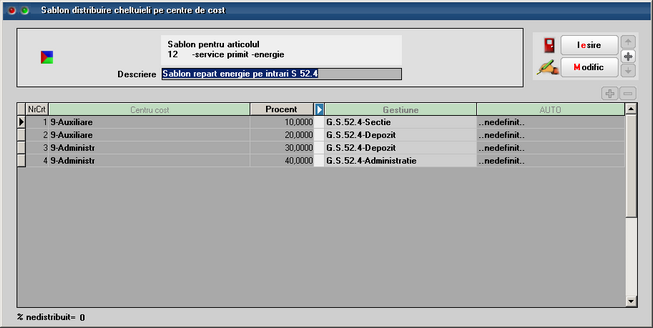 Sablon distribuire cheltuieli pe centre de cost
Sablon pentru articolul
12 -service primit -energie
Descriere Sablon repart energie pe intrari S 52.4
Iesire
Modific
NrCrt Centru cost Procent Gestiune AUTO
1 9-Auxiliare 10,0000 G.S.52.4-Sectie ..nedefinit..
2 9-Auxiliare 20,0000 G.S.52.4-Depozit ..nedefinit..
3 9-Administr 30,0000 G.S.52.4-Depozit ..nedefinit..
4 9-Administr 40,0000 G.S.52.4-Administratie ..nedefinit..
% nedistribuit= 0